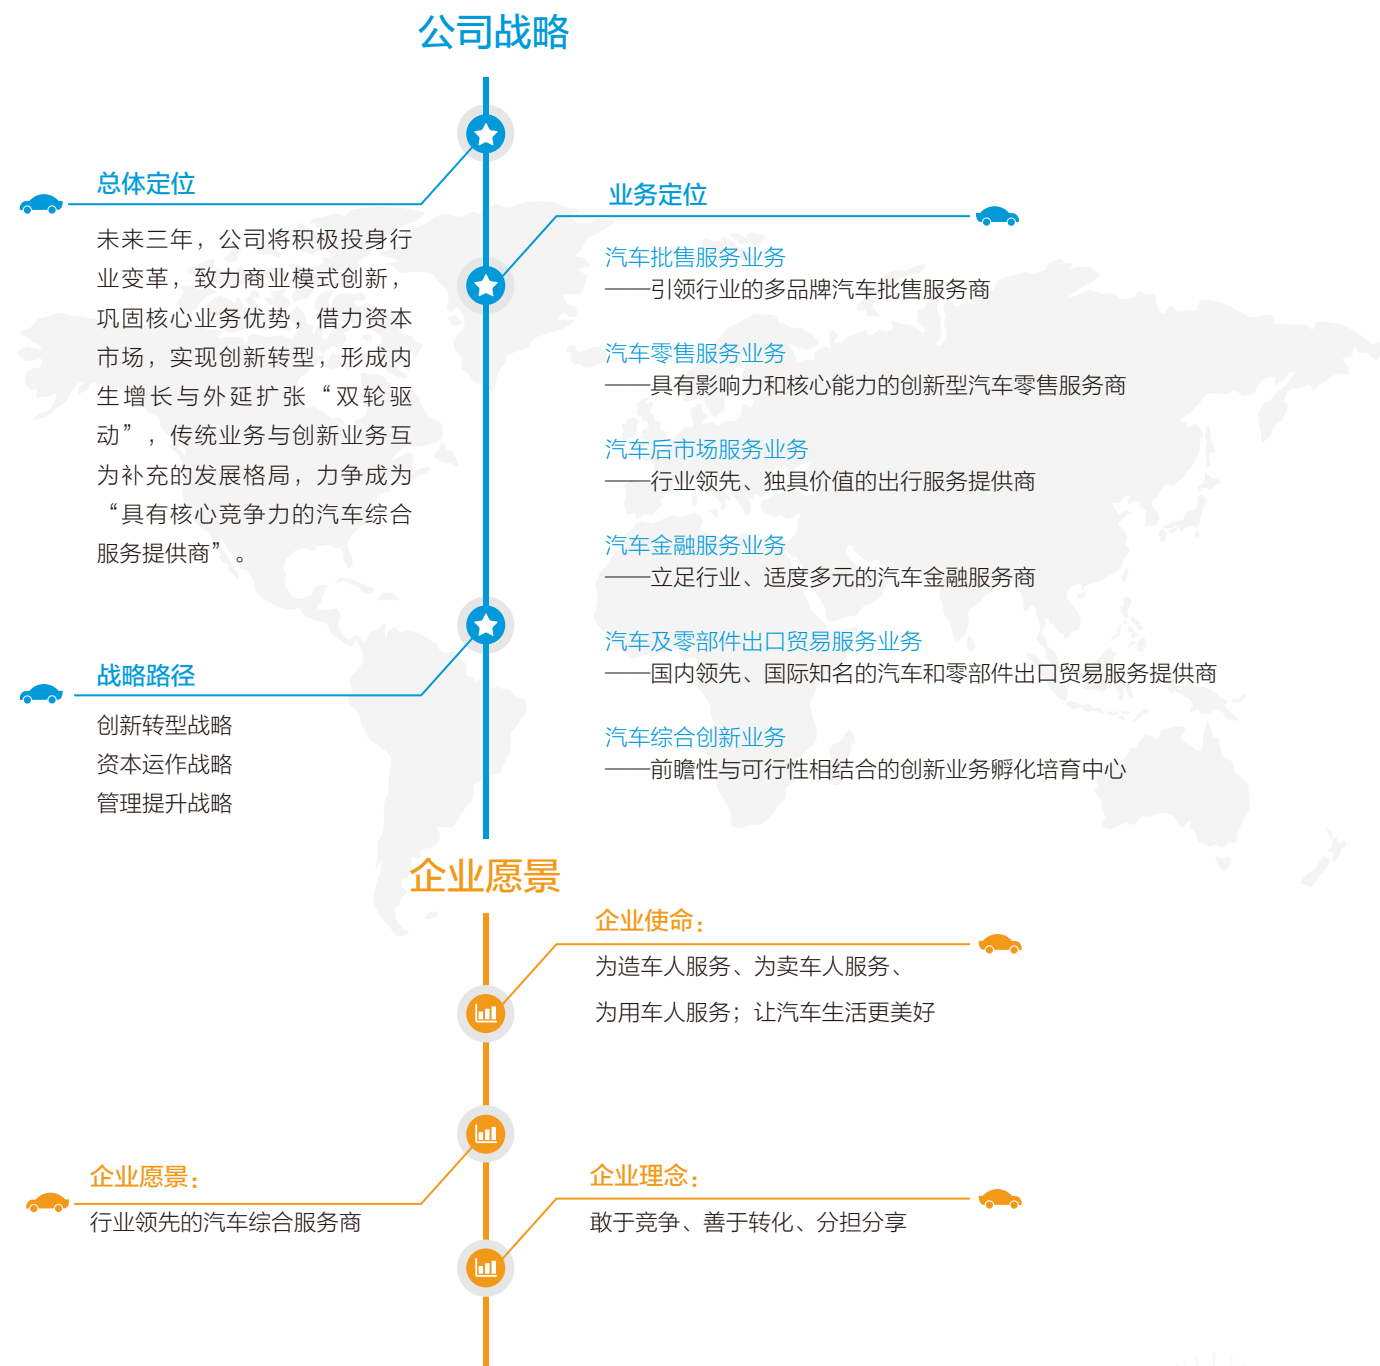 公司战略
总体定位
未来三年，公司将积极投身行
业变革，致力商业模式创新，
巩固核心业务优势，借力资本
市场，实现创新转型，形成内
生增长与外延扩张“双轮驱
动”，传统业务与创新业务互
为补充的发展格局，力争成为
“具有核心竞争力的汽车综合
服务提供商”。
业务定位
汽车批售服务业务
——引领行业的多品牌汽车批售服务商
汽车零售服务业务
——具有影响力和核心能力的创新型汽车零售服务商
汽车后市场服务业务
——行业领先、独具价值的出行服务提供商
汽车金融服务业务
——立足行业、适度多元的汽车金融服务商
汽车及零部件出口贸易服务业务
——国内领先、国际知名的汽车和零部件出口贸易服务提供商
汽车综合创新业务
——前瞻性与可行性相结合的创新业务孵化培育中心
战略路径
创新转型战略
资本运作战略
管理提升战略
企业愿景
企业使命：
为造车人服务、为卖车人服务、
为用车人服务；让汽车生活更美好
企业愿景：
行业领先的汽车综合服务商
企业理念：
敢于竞争、善于转化、分担分享